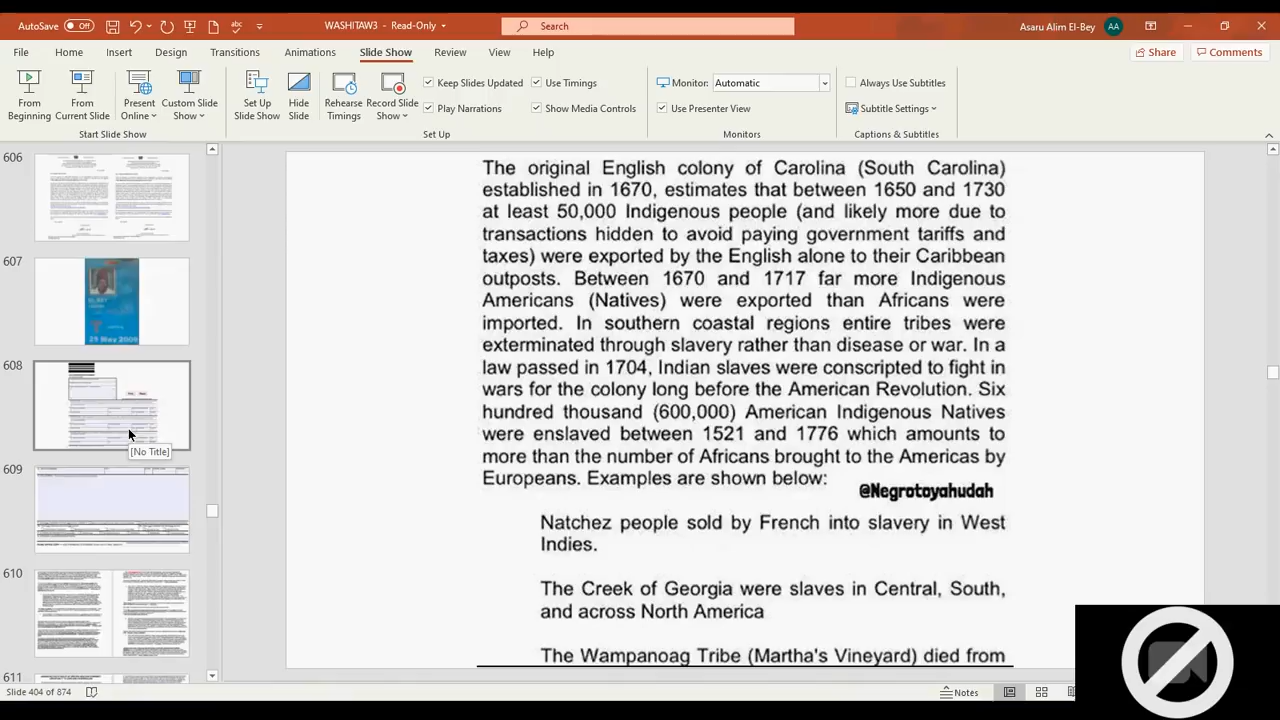 AutoSave Off WASHITAW3 - Read-Only Search Asaru Alim El-Bey AA
File Home Insert Design Transitions Animations Slide Show Review View Help Share Comments
From Beginning
From Current Slide
Present Online
Custom Slide Show
Start Slide Show
Set Up Slide Show
Hide Slide
Rehearse Timings
Record Slide Show
Keep Slides Updated
Play Narrations
Use Timings
Show Media Controls
Set Up
Monitor: Automatic
Use Presenter View
Monitors
Always Use Subtitles
Subtitle Settings
Captions & Subtitles
606
607
29 May 2009
608
[No Title]
609
610
611
The original English colony of Carolina (South Carolina)
established in 1670, estimates that between 1650 and 1730
at least 50,000 Indigenous people (and likely more due to
transactions hidden to avoid paying government tariffs and
taxes) were exported by the English alone to their Caribbean
outposts. Between 1670 and 1717 far more Indigenous
Americans (Natives) were exported than Africans were
imported. In southern coastal regions entire tribes were
exterminated through slavery rather than disease or war. In a
law passed in 1704, Indian slaves were conscripted to fight in
wars for the colony long before the American Revolution. Six
hundred thousand (600,000) American Indigenous Natives
were enslaved between 1521 and 1776 which amounts to
more than the number of Africans brought to the Americas by
Europeans. Examples are shown below:
@Negrotoyahudah
Natchez people sold by French into slavery in West
Indies.
The Creek of Georgia were slaves in Central, South,
and across North America
The Wampanoag Tribe (Martha's Vineyard) died from
Slide 404 of 874
Notes